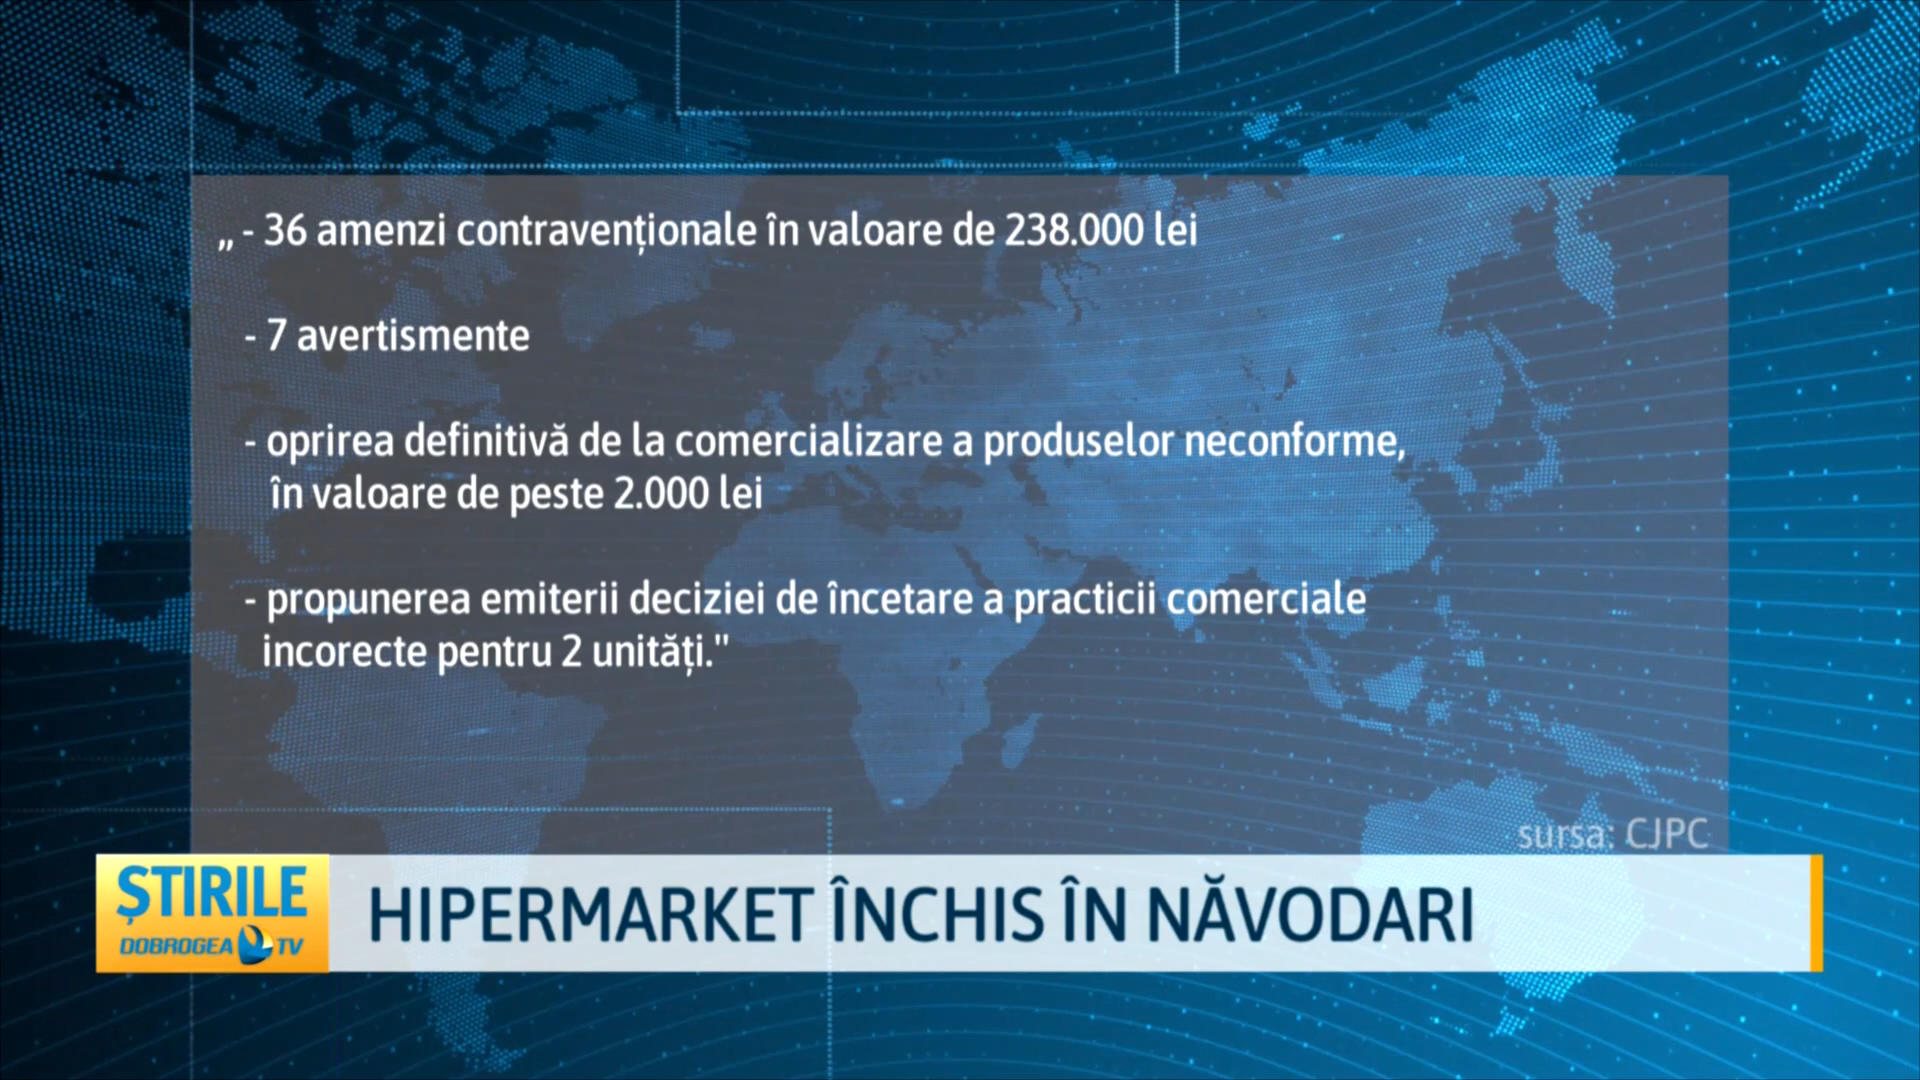 „ - 36 amenzi contravenționale în valoare de 238.000 lei
- 7 avertismente
- oprirea definitivă de la comercializare a produselor neconforme,
în valoare de peste 2.000 lei
- propunerea emiterii deciziei de încetare a practicii comerciale
incorecte pentru 2 unități."
sursa: CJPC
ȘTIRILE
DOBROGEA TV
HIPERMARKET ÎNCHIS ÎN NĂVODARI